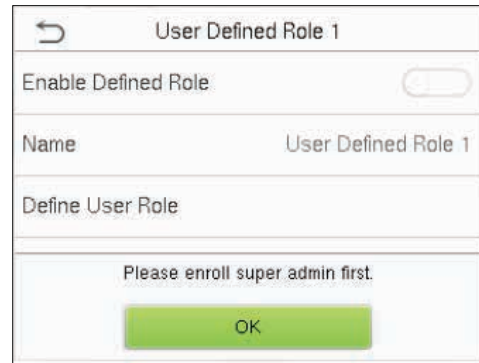 User Defined Role 1
Enable Defined Role
Name User Defined Role 1
Define User Role
Please enroll super admin first.
OK